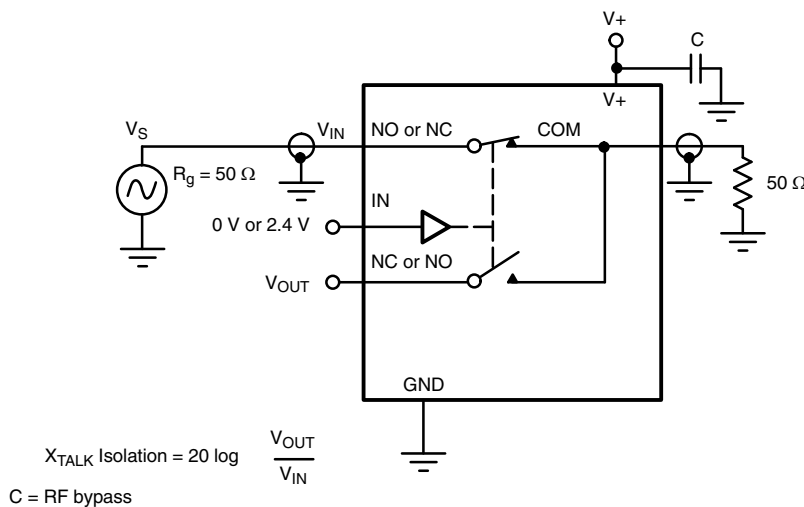 V+
C
V+
VS
VIN
NO or NC
COM
Rg = 50 Ω
50 Ω
IN
0 V or 2.4 V
NC or NO
VOUT
GND
XTALK Isolation = 20 log VOUT
VIN
C = RF bypass